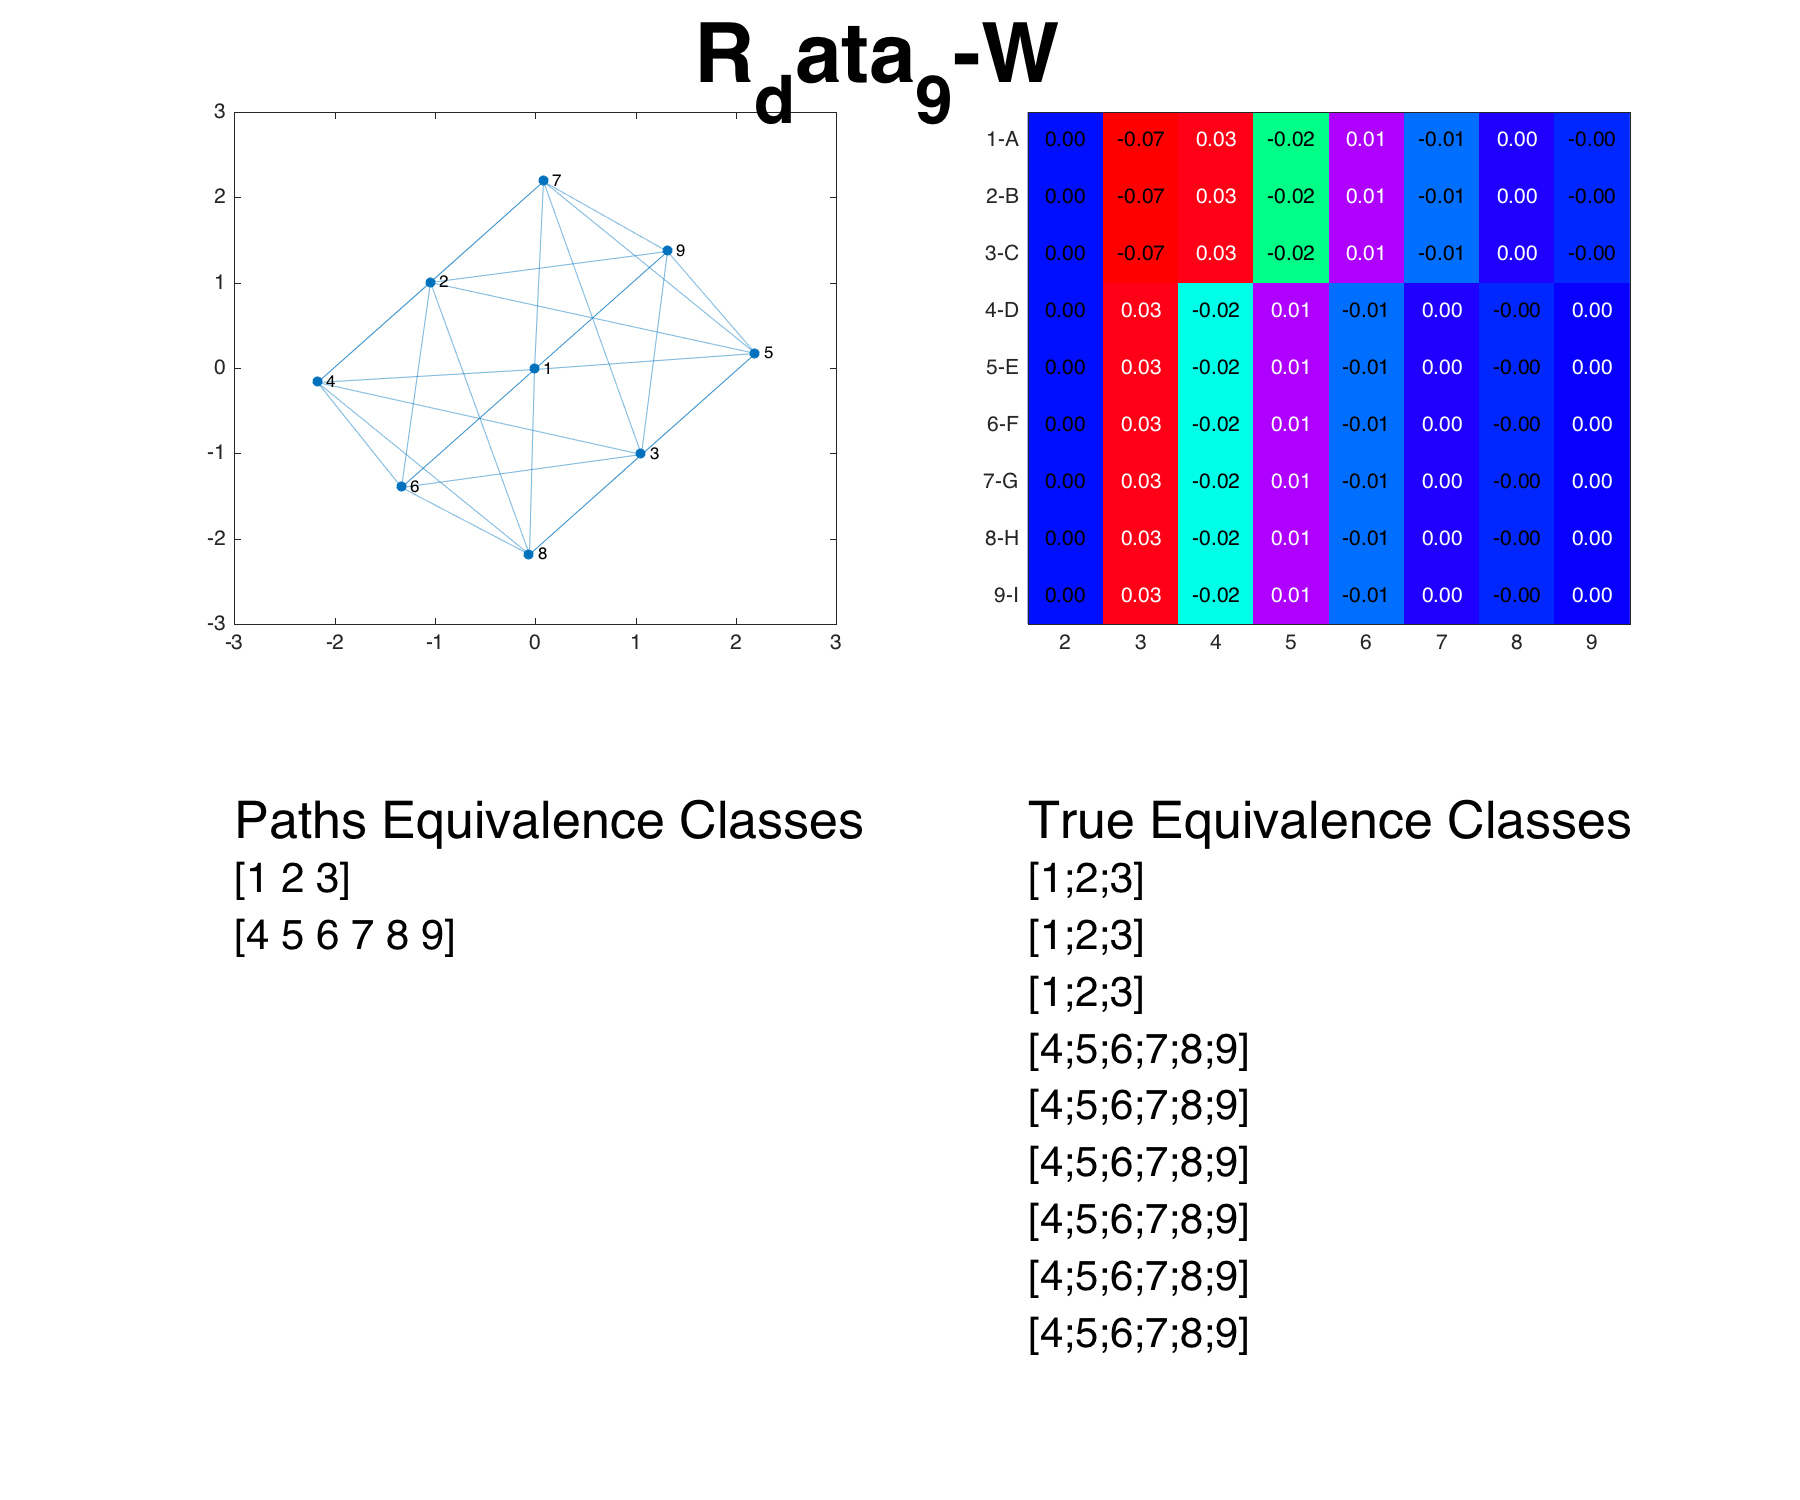 Rdata9-W
3
2
1
0
-1
-2
-3
-3 -2 -1 0 1 2 3
7
9
2
5
1
4
3
6
8
1-A 0.00 -0.07 0.03 -0.02 0.01 -0.01 0.00 -0.00
2-B 0.00 -0.07 0.03 -0.02 0.01 -0.01 0.00 -0.00
3-C 0.00 -0.07 0.03 -0.02 0.01 -0.01 0.00 -0.00
4-D 0.00 0.03 -0.02 0.01 -0.01 0.00 -0.00 0.00
5-E 0.00 0.03 -0.02 0.01 -0.01 0.00 -0.00 0.00
6-F 0.00 0.03 -0.02 0.01 -0.01 0.00 -0.00 0.00
7-G 0.00 0.03 -0.02 0.01 -0.01 0.00 -0.00 0.00
8-H 0.00 0.03 -0.02 0.01 -0.01 0.00 -0.00 0.00
9-I 0.00 0.03 -0.02 0.01 -0.01 0.00 -0.00 0.00
2 3 4 5 6 7 8 9
Paths Equivalence Classes
[1 2 3]
[4 5 6 7 8 9]
True Equivalence Classes
[1;2;3]
[1;2;3]
[1;2;3]
[4;5;6;7;8;9]
[4;5;6;7;8;9]
[4;5;6;7;8;9]
[4;5;6;7;8;9]
[4;5;6;7;8;9]
[4;5;6;7;8;9]